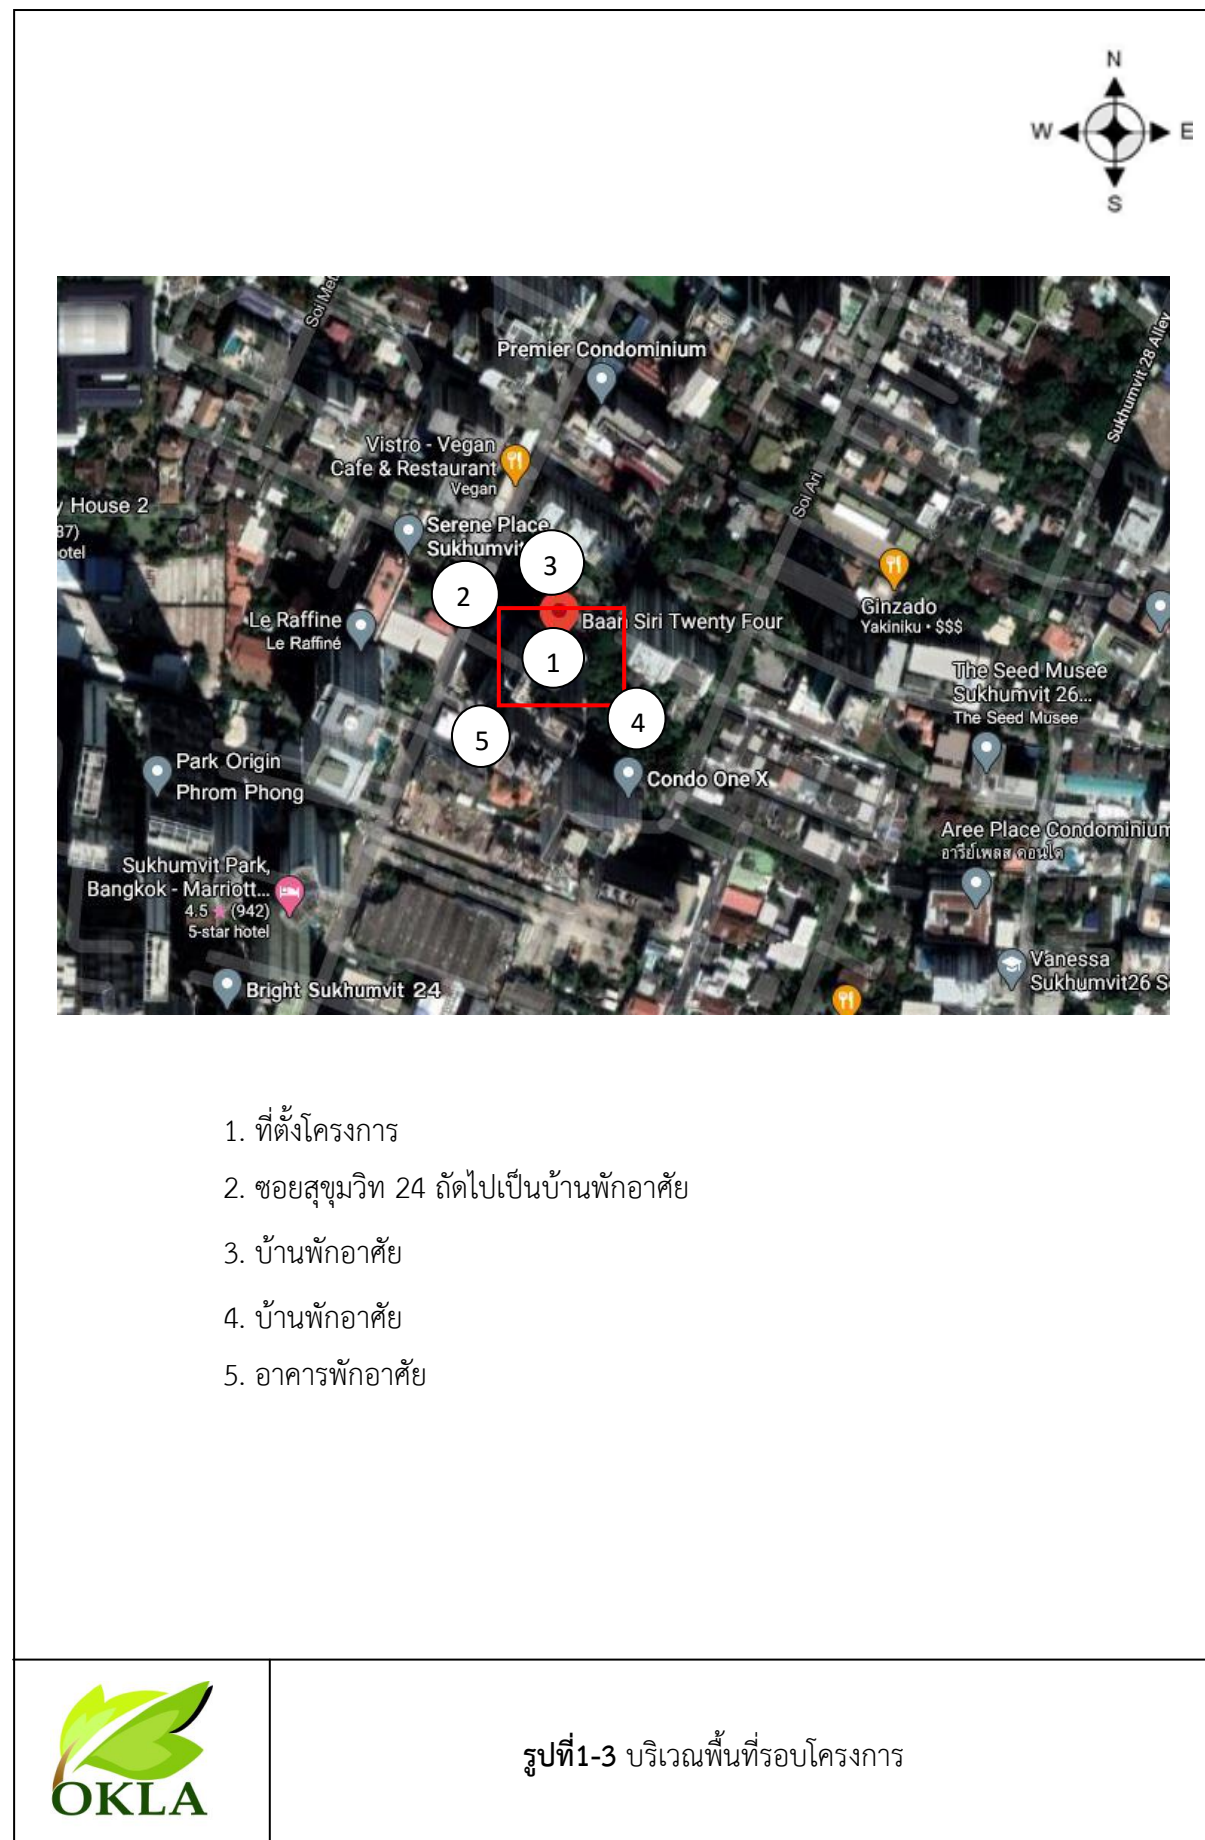 N
W E
S
Soi Me
Premier Condominium
Sukhumvit 28 Alley
Vistro - Vegan
Cafe & Restaurant
Vegan
Soi Ari
y House 2
87)
otel
Serene Place
Sukhumvit
3
2
Ginzado
Yakiniku • $$$
Le Raffine
Le Raffiné
Baan Siri Twenty Four
1
The Seed Musee
Sukhumvit 26...
The Seed Musee
4
5
Park Origin
Phrom Phong
Condo One X
Aree Place Condominium
อารีย์เพลส คอนโด
Sukhumvit Park,
Bangkok - Marriott...
4.5 ★ (942)
5-star hotel
Vanessa
Sukhumvit26 S
Bright Sukhumvit 24
1. ที่ตั้งโครงการ
2. ซอยสุขุมวิท 24 ถัดไปเป็นบ้านพักอาศัย
3. บ้านพักอาศัย
4. บ้านพักอาศัย
5. อาคารพักอาศัย
OKLA
รูปที่1-3 บริเวณพื้นที่รอบโครงการ